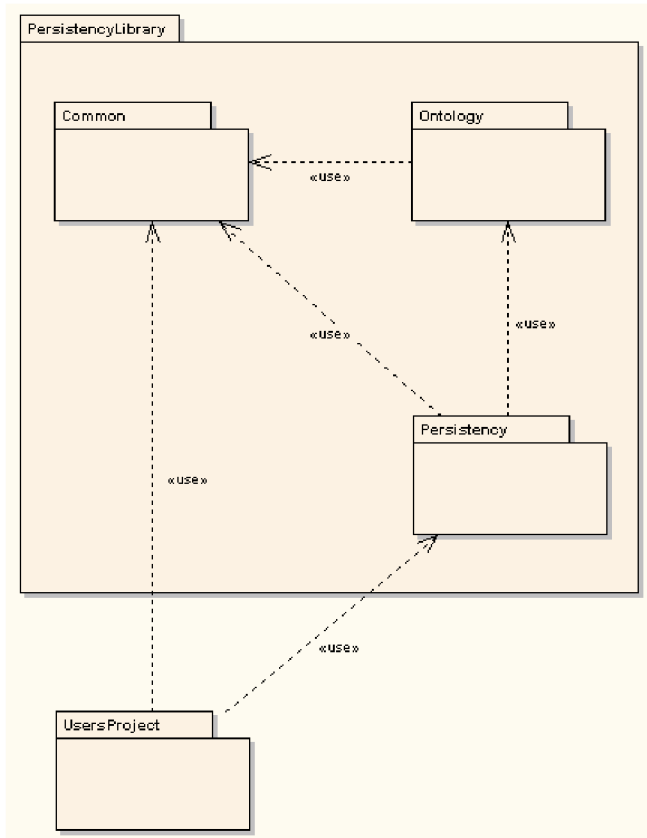 PersistencyLibrary
Common
Ontology
«use»
«use»
«use»
Persistency
«use»
«use»
UsersProject